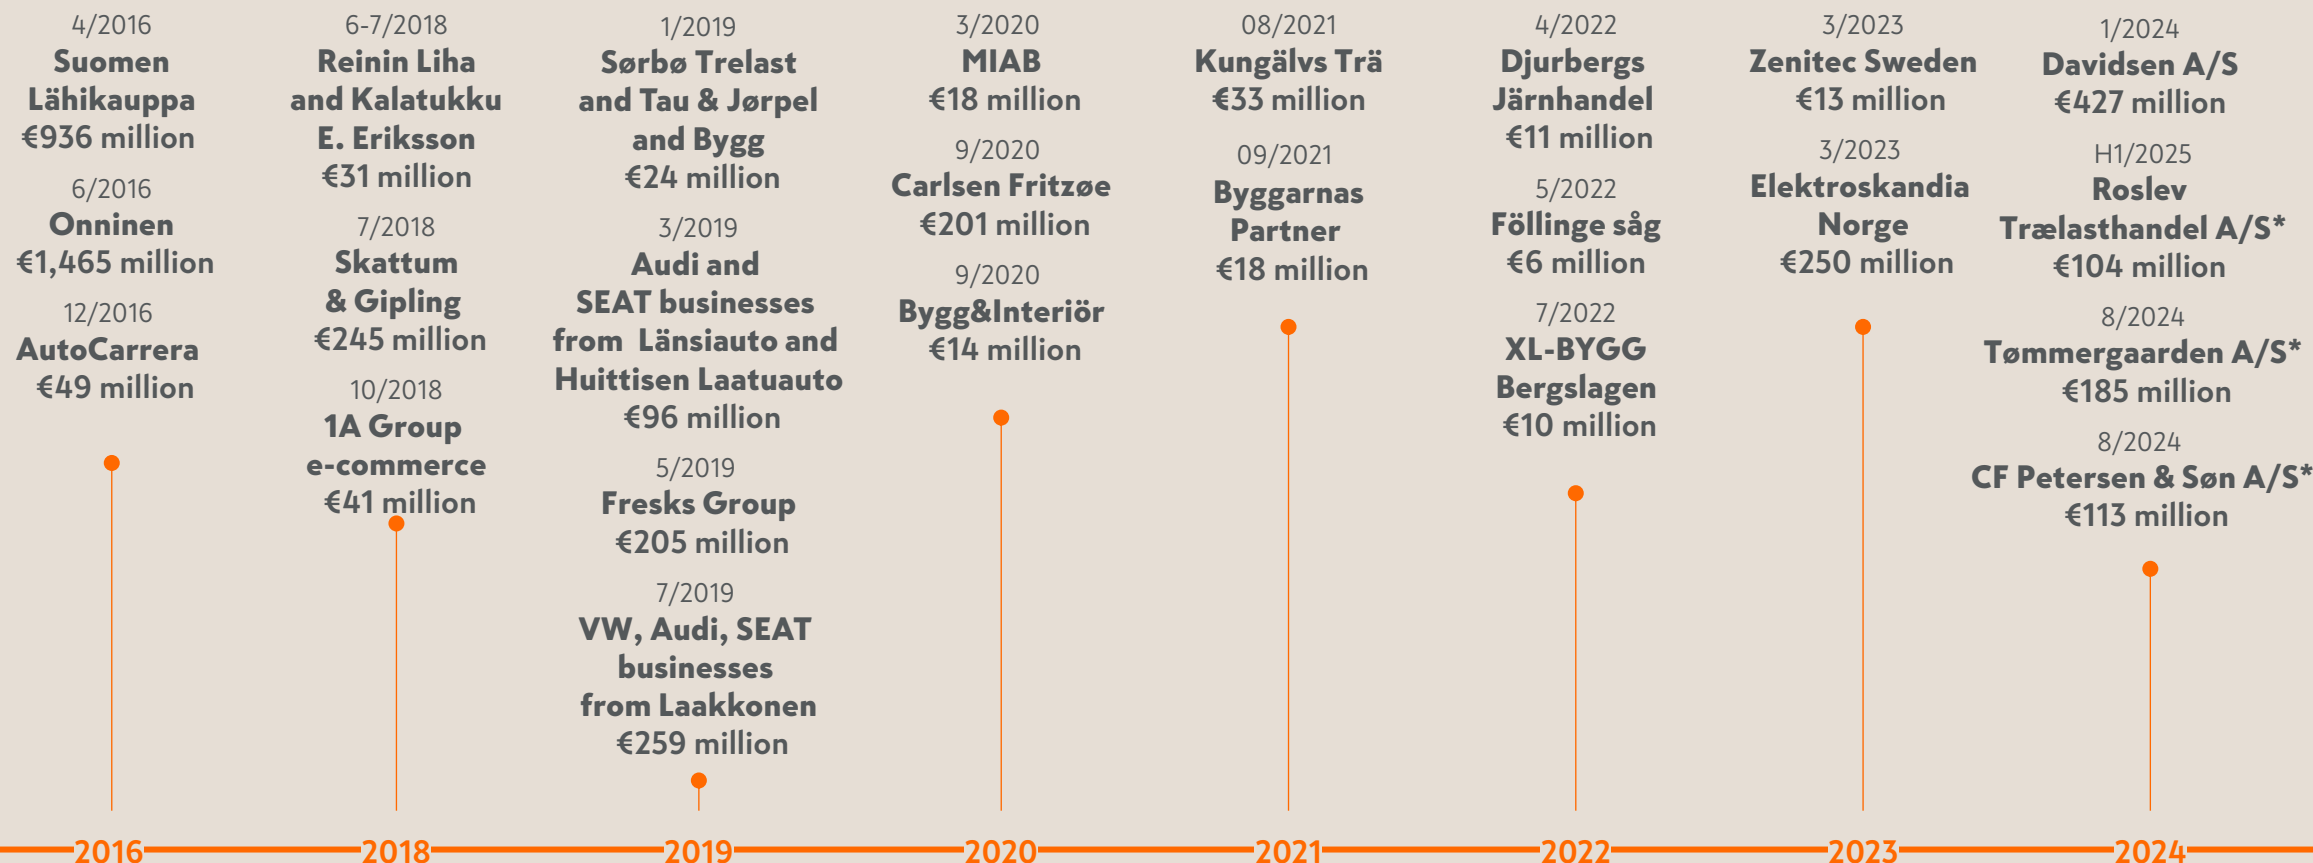 4/2016
Suomen
Lähikauppa
€936 million
6/2016
Onninen
€1,465 million
12/2016
AutoCarrera
€49 million
6-7/2018
Reinin Liha
and Kalatukku
E. Eriksson
€31 million
7/2018
Skattum
& Gipling
€245 million
10/2018
1A Group
e-commerce
€41 million
1/2019
Sørbø Trelast
and Tau & Jørpel
and Bygg
€24 million
3/2019
Audi and
SEAT businesses
from Länsiauto and
Huittisen Laatuauto
€96 million
5/2019
Fresks Group
€205 million
7/2019
VW, Audi, SEAT
businesses
from Laakkonen
€259 million
3/2020
MIAB
€18 million
9/2020
Carlsen Fritzøe
€201 million
9/2020
Bygg&Interiör
€14 million
08/2021
Kungälvs Trä
€33 million
09/2021
Byggarnas
Partner
€18 million
4/2022
Djurbergs
Järnhandel
€11 million
5/2022
Föllinge såg
€6 million
7/2022
XL-BYGG
Bergslagen
€10 million
3/2023
Zenitec Sweden
€13 million
3/2023
Elektroskandia
Norge
€250 million
1/2024
Davidsen A/S
€427 million
H1/2025
Roslev
Trælasthandel A/S*
€104 million
8/2024
Tømmergaarden A/S*
€185 million
8/2024
CF Petersen & Søn A/S*
€113 million
2016
2018
2019
2020
2021
2022
2023
2024